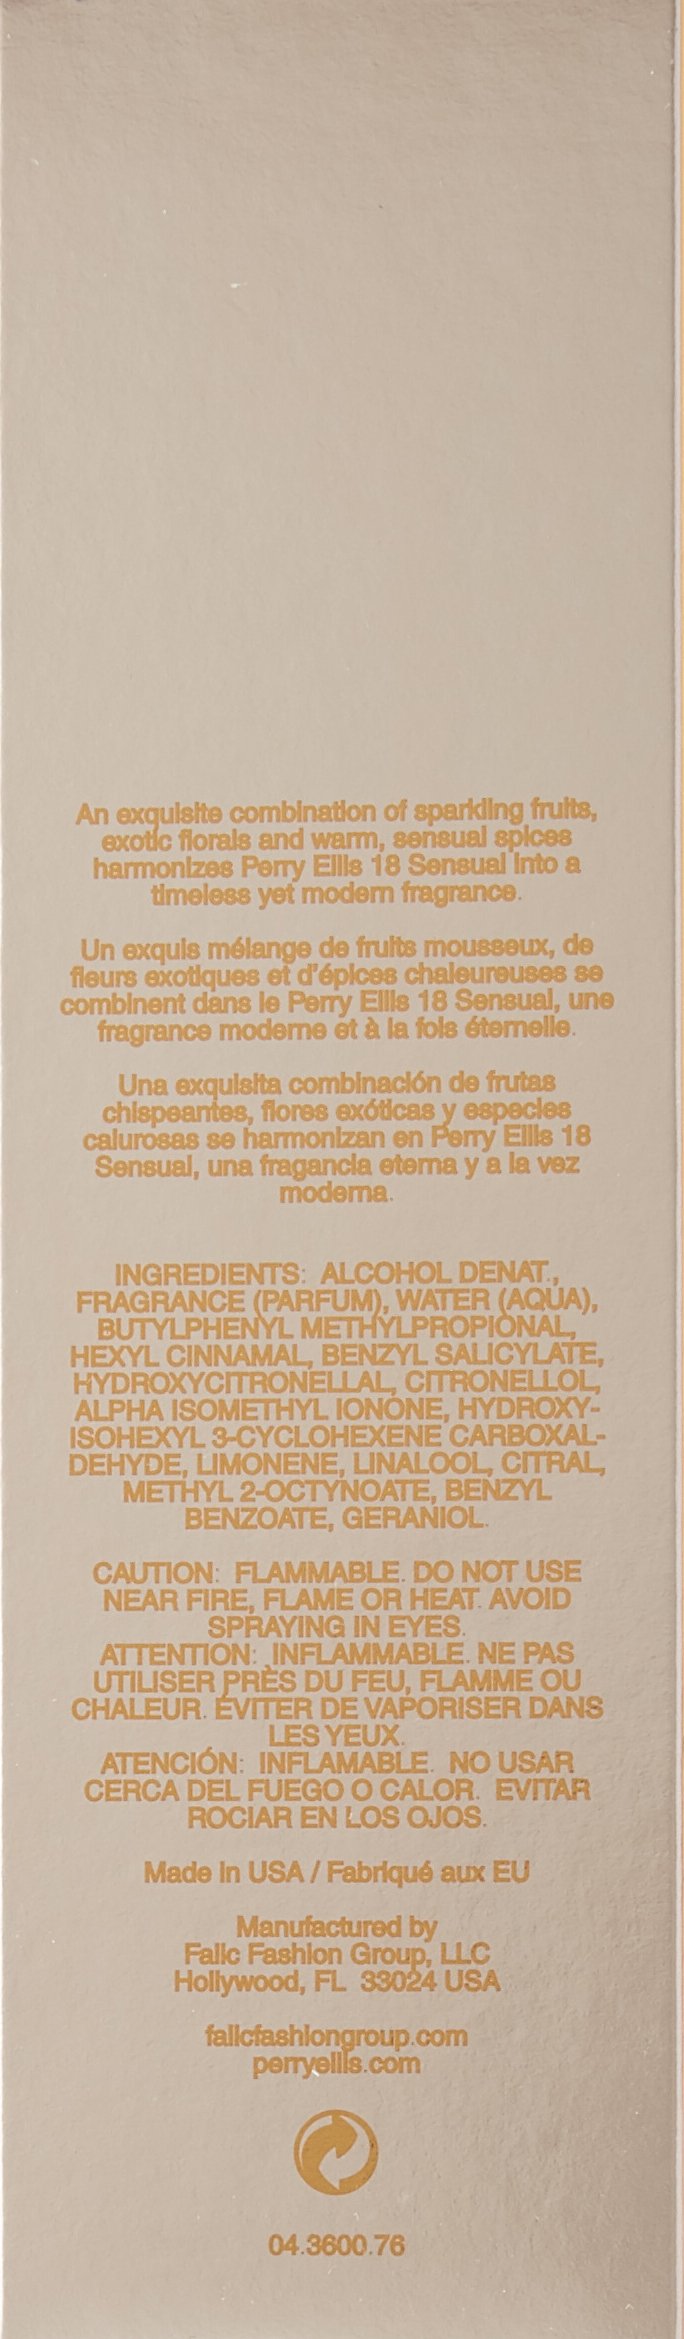 An exquisite combination of sparkling fruits,
exotic florals and warm, sensual spices
harmonizes Perry Ellis 18 Sensual into a
timeless yet modern fragrance.
Un exquis mélange de fruits mousseux, de
fleurs exotiques et d'épices chaleureuses se
combinent dans le Perry Ellis 18 Sensual, une
fragrance moderne et à la fois éternelle.
Una exquisita combinación de frutas
chispeantes, flores exóticas y especies
calurosas se harmonizan en Perry Ellis 18
Sensual, una fragancia eterna y a la vez
moderna.
INGREDIENTS: ALCOHOL DENAT.,
FRAGRANCE (PARFUM), WATER (AQUA),
BUTYLPHENYL METHYLPROPIONAL,
HEXYL CINNAMAL, BENZYL SALICYLATE,
HYDROXYCITRONELLAL, CITRONELLOL,
ALPHA ISOMETHYL IONONE, HYDROXY-
ISOHEXYL 3-CYCLOHEXENE CARBOXAL-
DEHYDE, LIMONENE, LINALOOL, CITRAL,
METHYL 2-OCTYNOATE, BENZYL
BENZOATE, GERANIOL.
CAUTION: FLAMMABLE. DO NOT USE
NEAR FIRE, FLAME OR HEAT. AVOID
SPRAYING IN EYES.
ATTENTION: INFLAMMABLE. NE PAS
UTILISER PRÈS DU FEU, FLAMME OU
CHALEUR. ÉVITER DE VAPORISER DANS
LES YEUX.
ATENCIÓN: INFLAMABLE. NO USAR
CERCA DEL FUEGO O CALOR. EVITAR
ROCIAR EN LOS OJOS.
Made in USA / Fabriqué aux EU
Manufactured by
Falic Fashion Group, LLC
Hollywood, FL 33024 USA
falicfashiongroup.com
perryellis.com
04.3600.76